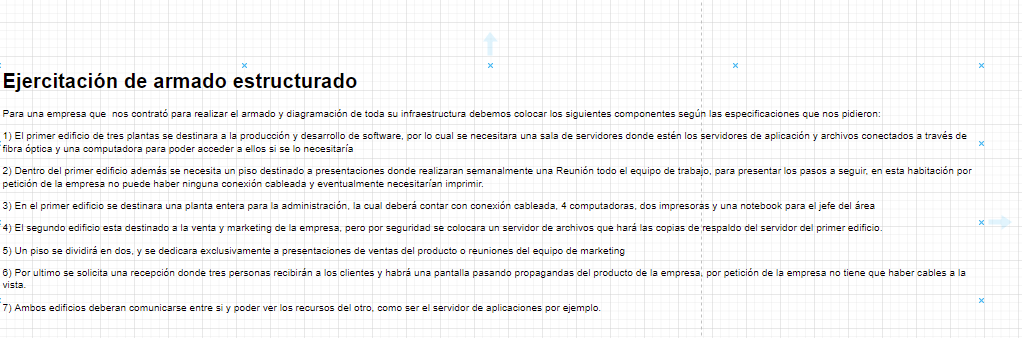 Ejercitación de armado estructurado
Para una empresa que  nos contrató para realizar el armado y diagramación de toda su infraestructura debemos colocar los siguientes componentes según las especificaciones que nos pidieron:
1) El primer edificio de tres plantas se destinara a la producción y desarrollo de software, por lo cual se necesitara una sala de servidores donde estén los servidores de aplicación y archivos conectados a través de
fibra óptica y una computadora para poder acceder a ellos si se lo necesitaría
2) Dentro del primer edificio además se necesita un piso destinado a presentaciones donde realizaran semanalmente una Reunión todo el equipo de trabajo, para presentar los pasos a seguir, en esta habitación por
petición de la empresa no puede haber ninguna conexión cableada y eventualmente necesitarían imprimir.
3) En el primer edificio se destinara una planta entera para la administración, la cual deberá contar con conexión cableada, 4 computadoras, dos impresoras y una notebook para el jefe del área
4) El segundo edificio esta destinado a la venta y marketing de la empresa, pero por seguridad se colocara un servidor de archivos que hará las copias de respaldo del servidor del primer edificio.
5) Un piso se dividirá en dos, y se dedicara exclusivamente a presentaciones de ventas del producto o reuniones del equipo de marketing
6) Por ultimo se solicita una recepción donde tres personas recibirán a los clientes y habrá una pantalla pasando propagandas del producto de la empresa, por petición de la empresa no tiene que haber cables a la
vista.
7) Ambos edificios deberan comunicarse entre si y poder ver los recursos del otro, como ser el servidor de aplicaciones por ejemplo.